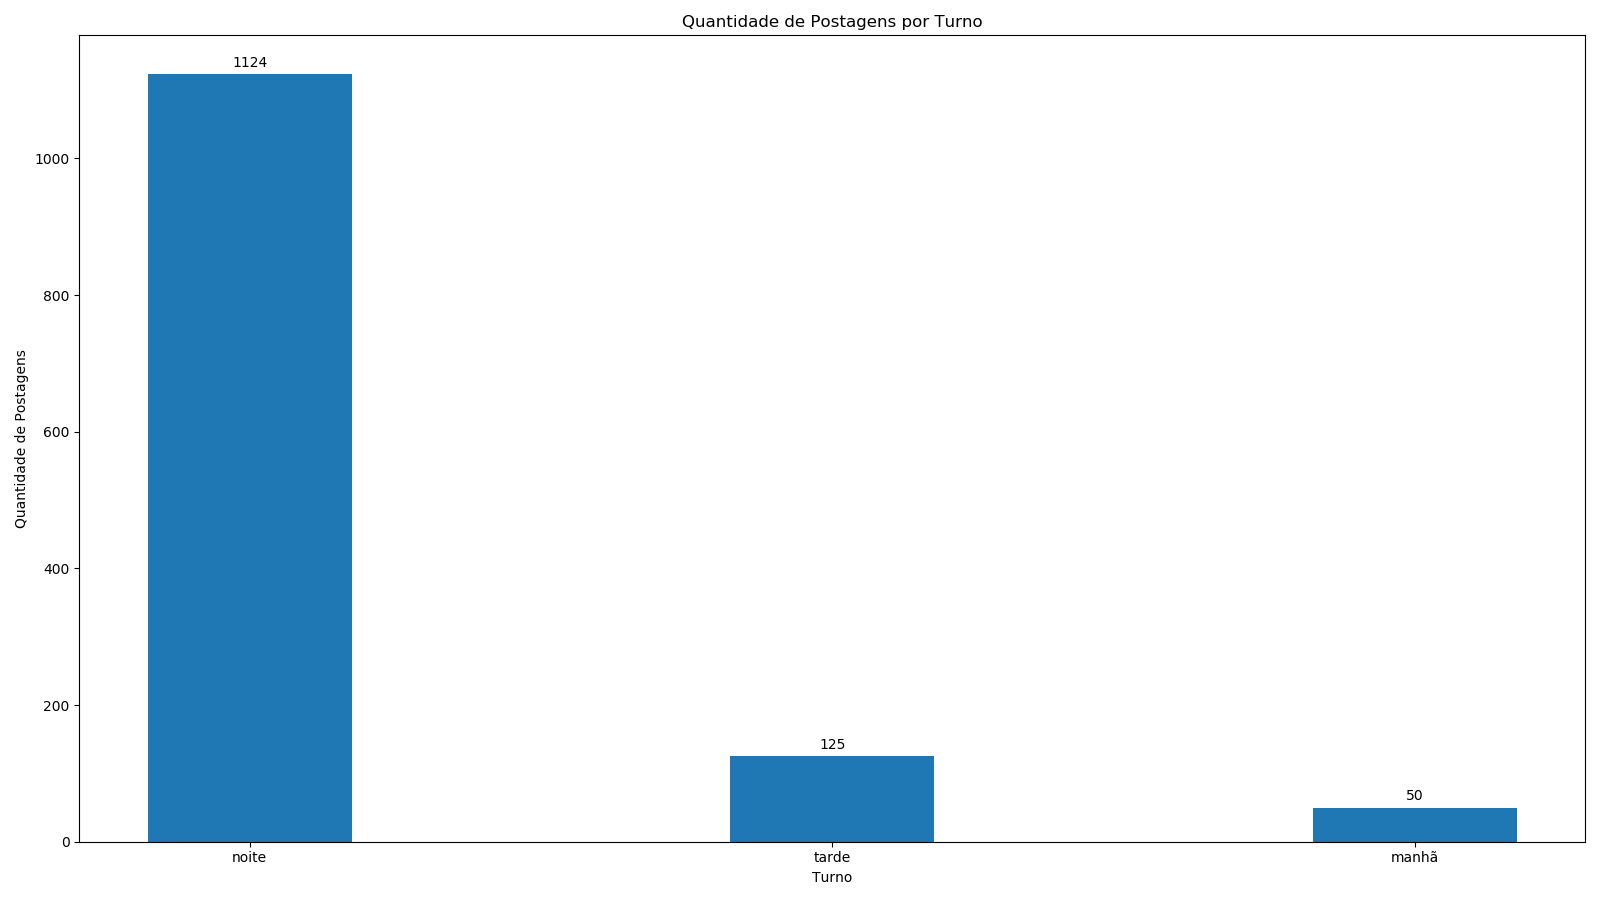 Quantidade de Postagens por Turno
1124
1000
800
600
400
200
0
Quantidade de Postagens
125
50
noite
tarde
manhã
Turno